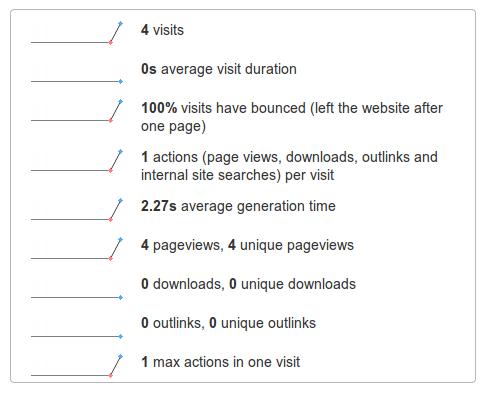 4 visits
0s average visit duration
100% visits have bounced (left the website after
one page)
1 actions (page views, downloads, outlinks and
internal site searches) per visit
2.27s average generation time
4 pageviews, 4 unique pageviews
0 downloads, 0 unique downloads
0 outlinks, 0 unique outlinks
1 max actions in one visit